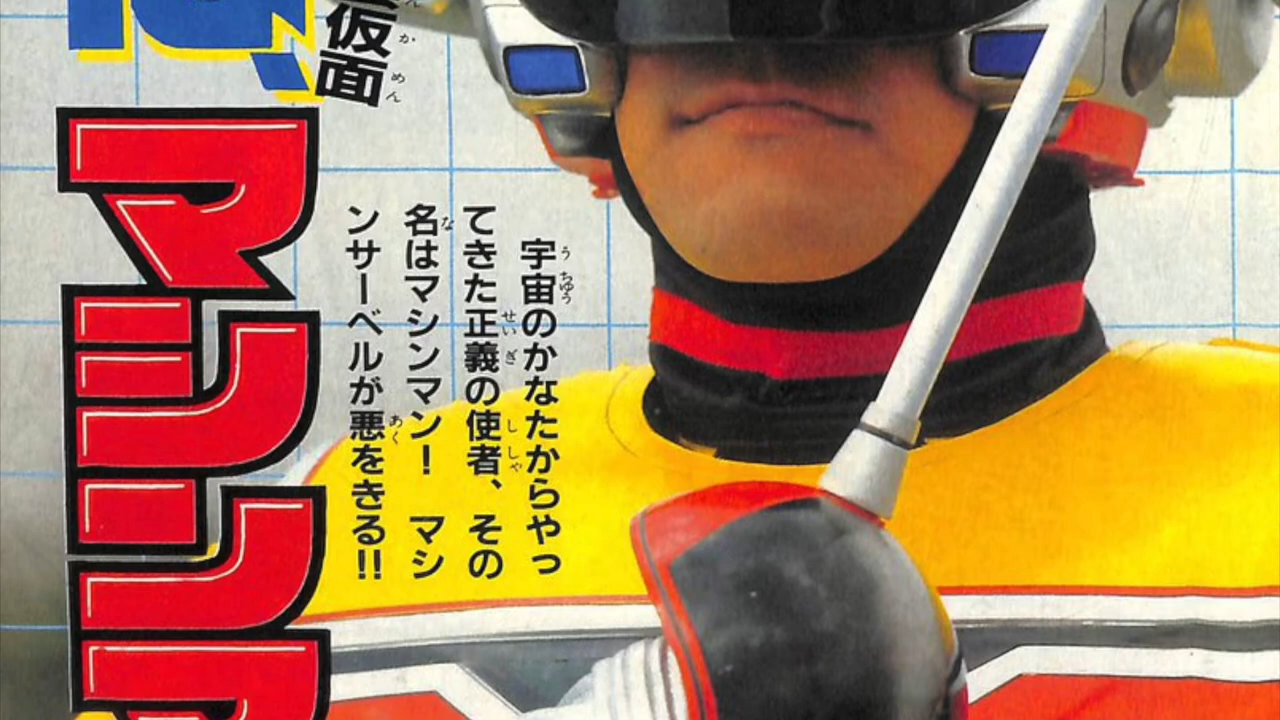 仮面
マシンマ
宇宙のかなたからやっ
てきた正義の使者、その
名はマシンマン！ マシ
ンサーベルが悪をきる!!